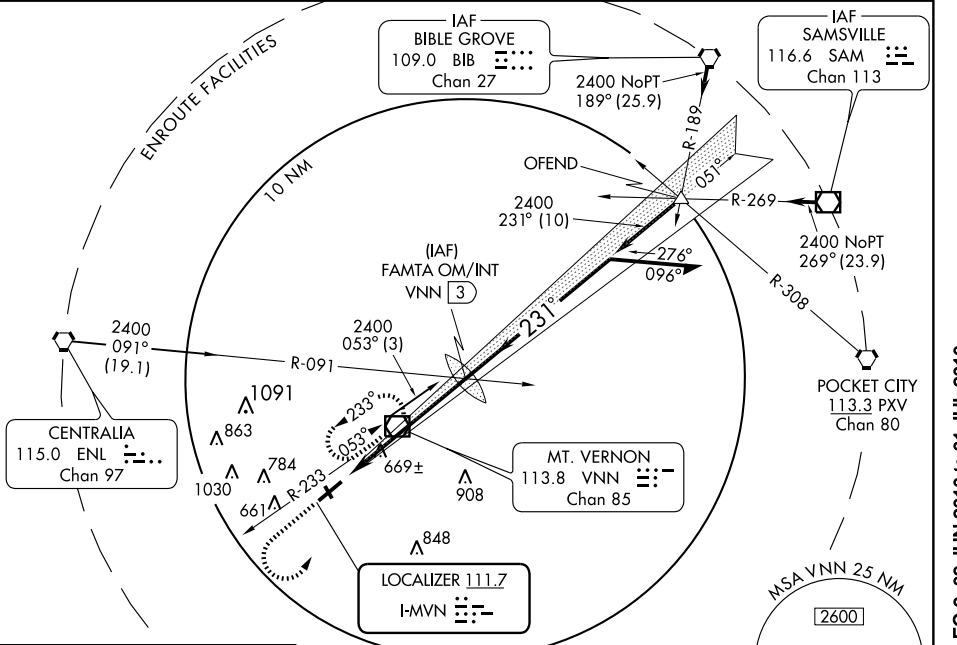 IAF
BIBLE GROVE
109.0 BIB
Chan 27
IAF
SAMSVILLE
116.6 SAM
Chan 113
ENROUTE FACILITIES
2400 NoPT
189° (25.9)
R-189
10 NM
OFEND
051°
R-269
2400
231° (10)
2400 NoPT
269° (23.9)
276°
096°
R-308
(IAF)
FAMTA OM/INT
VNN 3
231°
2400
091°
(19.1)
R-091
2400
053° (3)
POCKET CITY
113.3 PXV
Chan 80
CENTRALIA
115.0 ENL
Chan 97
1091
863
1030
784
661
233°
053°
R-233
669±
908
848
MT. VERNON
113.8 VNN
Chan 85
LOCALIZER 111.7
I-MVN
MSA VNN 25 NM
2600